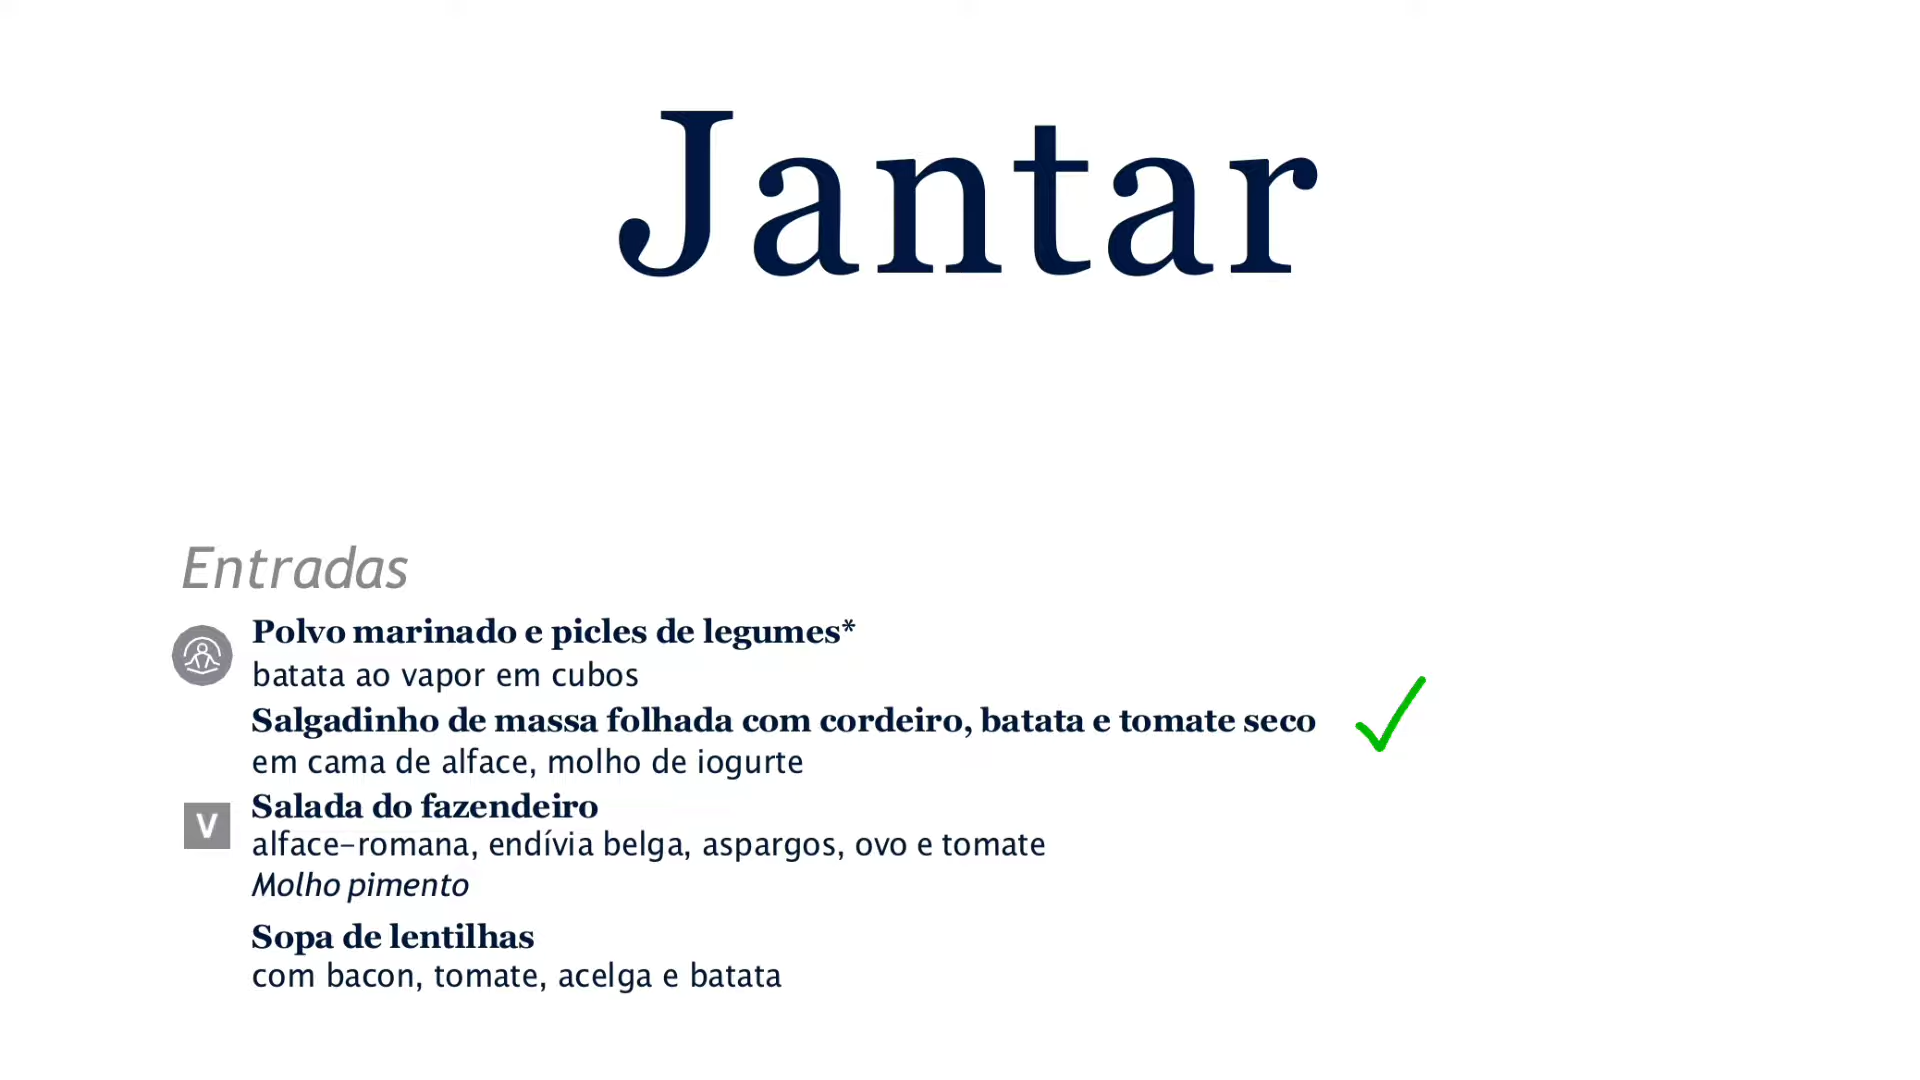 Jantar
Entradas
Polvo marinado e picles de legumes*
batata ao vapor em cubos
Salgadinho de massa folhada com cordeiro, batata e tomate seco
em cama de alface, molho de iogurte
V
Salada do fazendeiro
alface-romana, endívia belga, aspargos, ovo e tomate
Molho pimento
Sopa de lentilhas
com bacon, tomate, acelga e batata